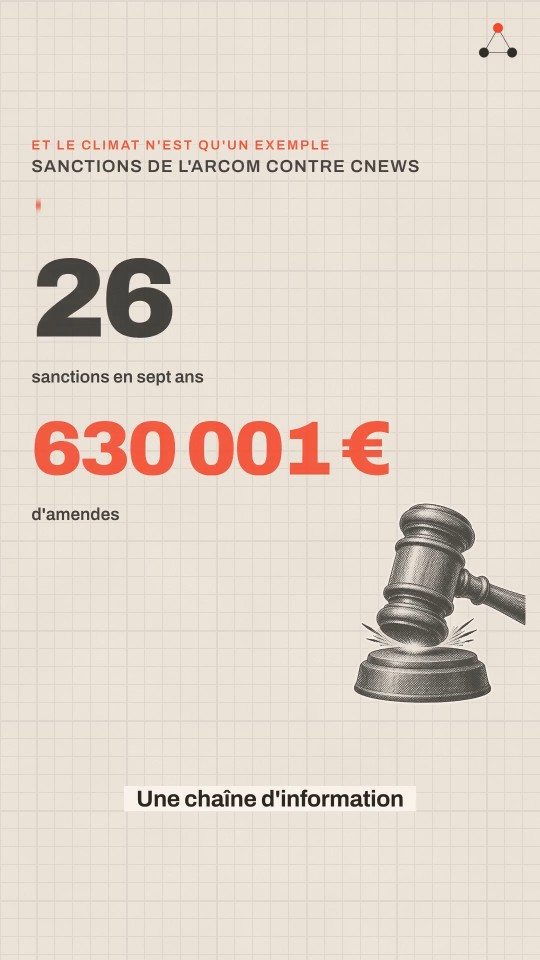 ET LE CLIMAT N'EST QU'UN EXEMPLE
SANCTIONS DE L'ARCOM CONTRE CNEWS
26
sanctions en sept ans
630 001 €
d'amendes
Une chaîne d'information